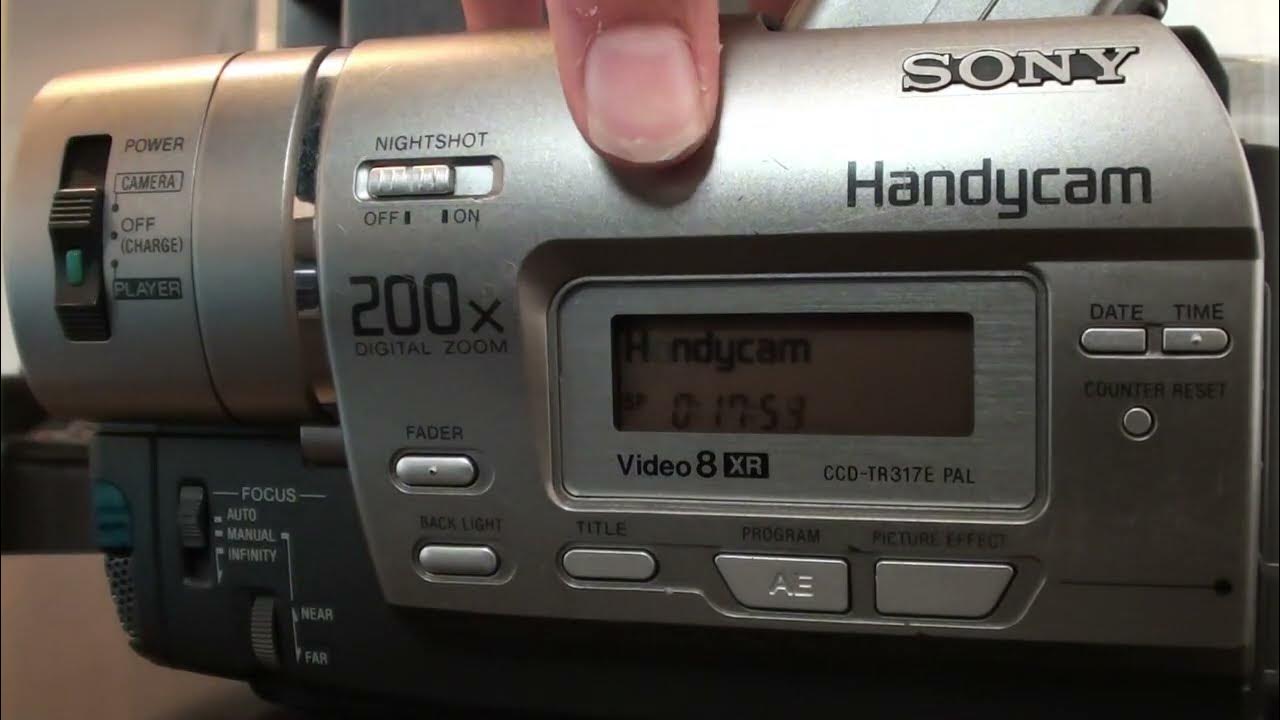 SONY
Handycam
POWER
CAMERA
OFF
(CHARGE)
PLAYER
NIGHTSHOT
OFF ON
200x
DIGITAL ZOOM
H ndycam
SP 0:17:53
Video8 XR CCD-TR317E PAL
DATE TIME
COUNTER RESET
FADER
BACK LIGHT
TITLE
PROGRAM
AE
PICTURE EFFECT
FOCUS
AUTO
MANUAL
INFINITY
NEAR
FAR